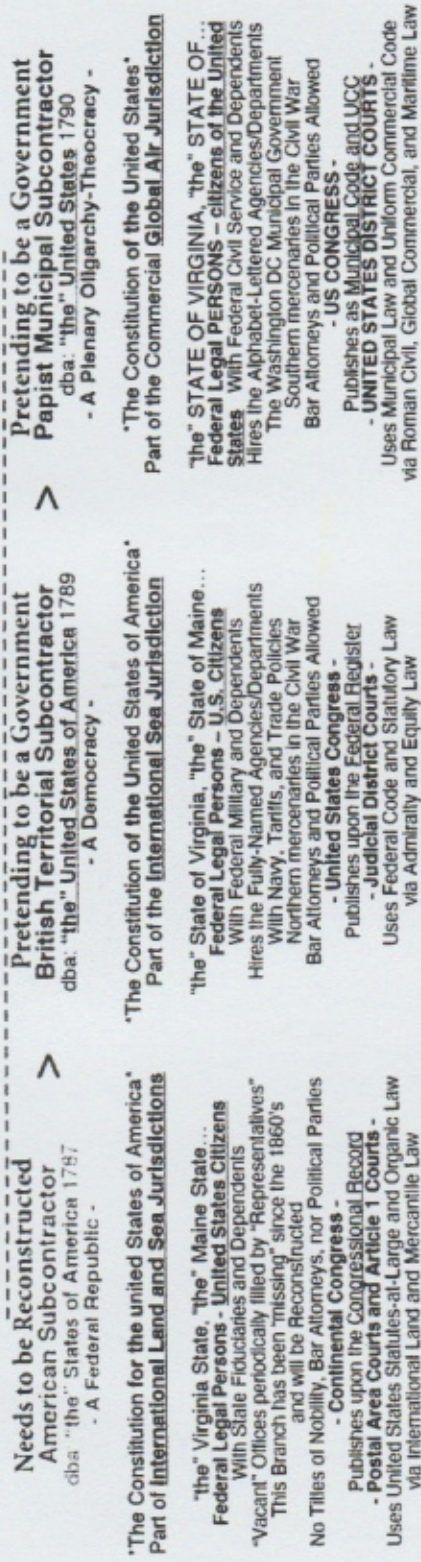 Needs to be Reconstructed
American Subcontractor
dba: "the" States of America 1787
- A Federal Republic -
>
"The Constitution for the united States of America"
Part of International Land and Sea Jurisdictions
"the" Virginia State, "the" Maine State...
Federal Legal Persons - United States Citizens
With State Fiduciaries and Dependents
"Vacant" Offices periodically filled by "Representatives"
This Branch has been "missing" since the 1860's
and will be Reconstructed
No Titles of Nobility, Bar Attorneys, nor Political Parties
- Continental Congress -
Publishes upon the Congressional Record
- Postal Area Courts and Article 1 Courts -
Uses United States Statutes-at-Large and Organic Law
via International Land and Mercantile Law
Pretending to be a Government
British Territorial Subcontractor
dba: "the" United States of America 1789
- A Democracy -
>
"The Constitution of the United States of America"
Part of the International Sea Jurisdiction
"the" State of Virginia, "the" State of Maine...
Federal Legal Persons – U.S. Citizens
With Federal Military and Dependents
Hires the Fully-Named Agencies/Departments
With Navy, Tariffs, and Trade Policies
Northern mercenaries in the Civil War
Bar Attorneys and Political Parties Allowed
- United States Congress -
Publishes upon the Federal Register
- Judicial District Courts -
Uses Federal Code and Statutory Law
via Admiralty and Equity Law
Pretending to be a Government
Papist Municipal Subcontractor
dba: "the" United States 1790
- A Plenary Oligarchy-Theocracy -
"The Constitution of the United States"
Part of the Commercial Global Air Jurisdiction
"the" STATE OF VIRGINIA, "the" STATE OF...
Federal Legal PERSONS – citizens of the United
States With Federal Civil Service and Dependents
Hires the Alphabet-Lettered Agencies/Departments
The Washington DC Municipal Government
Southern mercenaries in the Civil War
Bar Attorneys and Political Parties Allowed
- US CONGRESS -
Publishes as Municipal Code and UCC
- UNITED STATES DISTRICT COURTS -
Uses Municipal Law and Uniform Commercial Code
via Roman Civil, Global Commercial, and Maritime Law